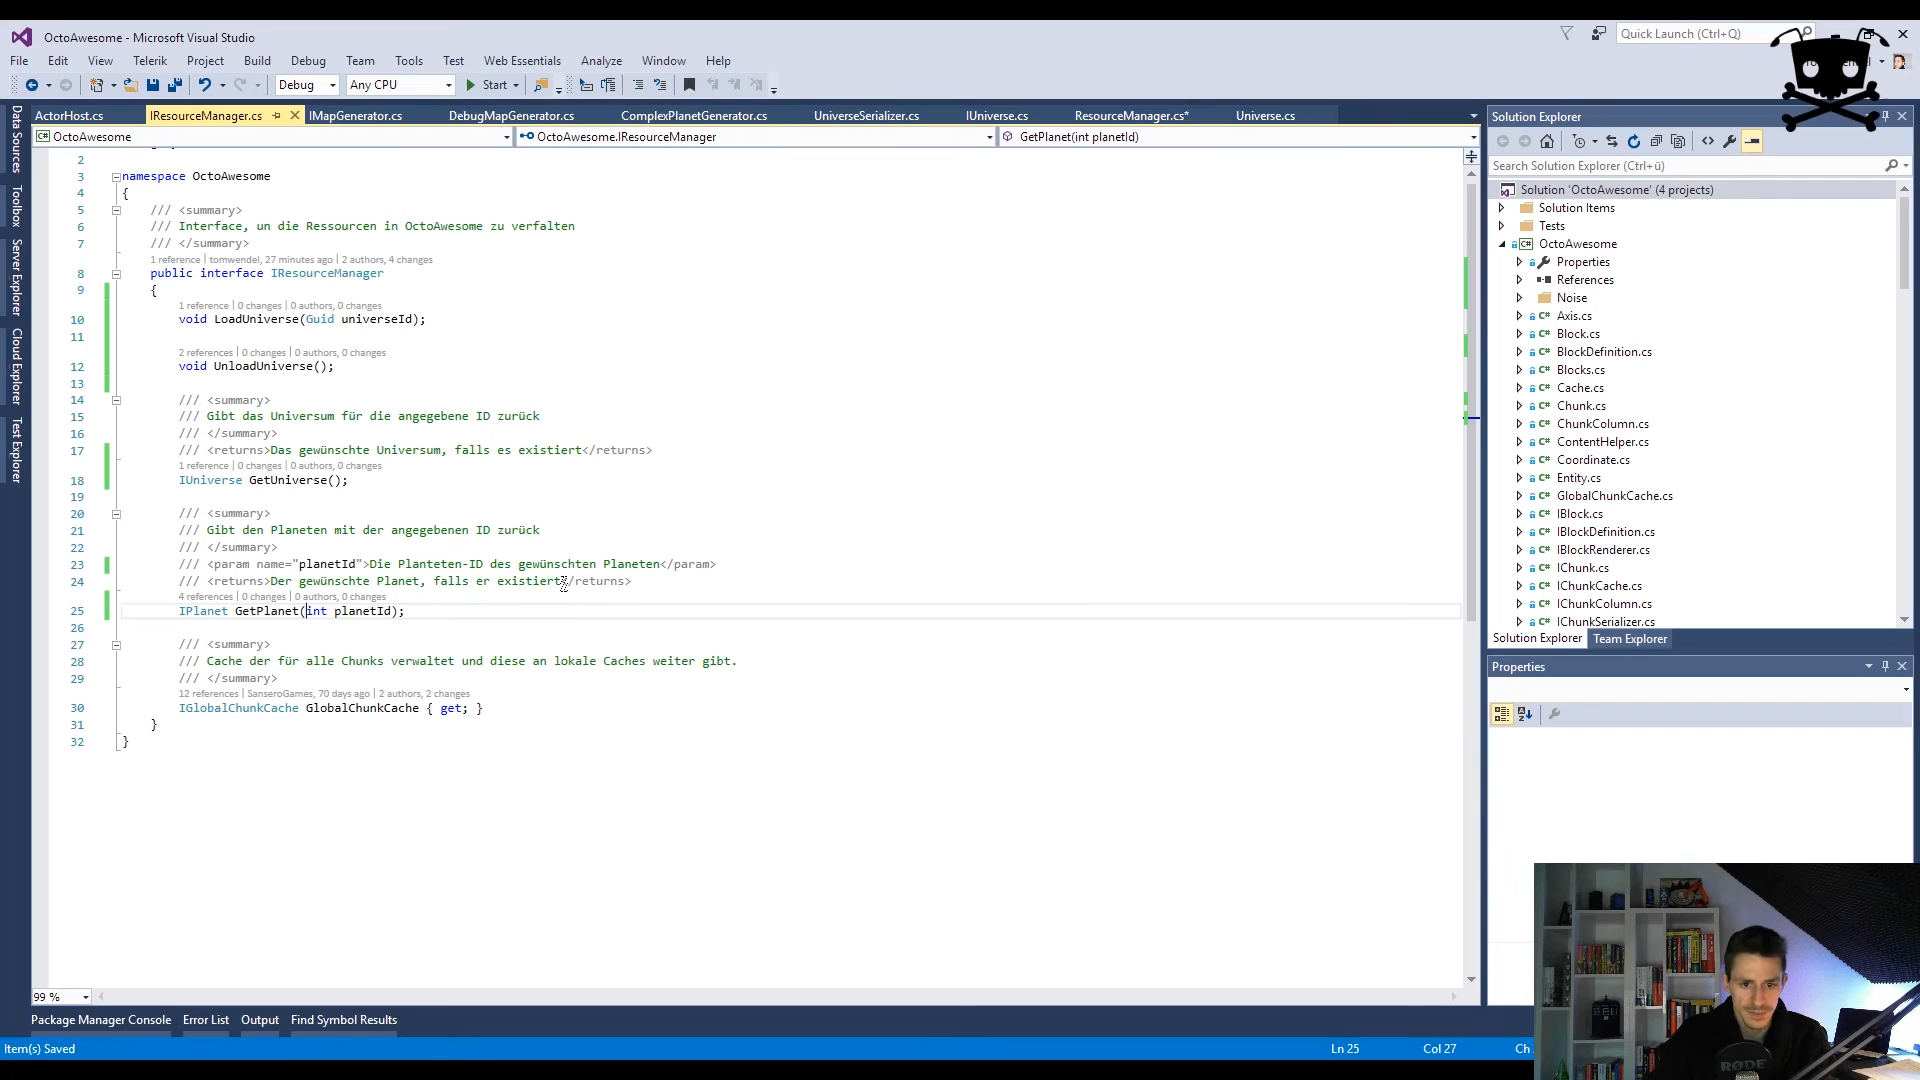 OctoAwesome - Microsoft Visual Studio
Quick Launch (Ctrl+Q)
File Edit View Telerik Project Build Debug Team Tools Test Web Essentials Analyze Window Help
Debug Any CPU Start
ActorHost.cs IResourceManager.cs IMapGenerator.cs DebugMapGenerator.cs ComplexPlanetGenerator.cs UniverseSerializer.cs IUniverse.cs ResourceManager.cs* Universe.cs
OctoAwesome OctoAwesome.IResourceManager GetPlanet(int planetId)
Data Sources
Toolbox
Server Explorer
Cloud Explorer
Test Explorer
2
3 namespace OctoAwesome
4 {
5 /// <summary>
6 /// Interface, un die Ressourcen in OctoAwesome zu verfalten
7 /// </summary>
1 reference | tomwendel, 27 minutes ago | 2 authors, 4 changes
8 public interface IResourceManager
9 {
1 reference | 0 changes | 0 authors, 0 changes
10 void LoadUniverse(Guid universeId);
11
2 references | 0 changes | 0 authors, 0 changes
12 void UnloadUniverse();
13
14 /// <summary>
15 /// Gibt das Universum für die angegebene ID zurück
16 /// </summary>
17 /// <returns>Das gewünschte Universum, falls es existiert</returns>
1 reference | 0 changes | 0 authors, 0 changes
18 IUniverse GetUniverse();
19
20 /// <summary>
21 /// Gibt den Planeten mit der angegebenen ID zurück
22 /// </summary>
23 /// <param name="planetId">Die Planteten-ID des gewünschten Planeten</param>
24 /// <returns>Der gewünschte Planet, falls er existiert</returns>
4 references | 0 changes | 0 authors, 0 changes
25 IPlanet GetPlanet(int planetId);
26
27 /// <summary>
28 /// Cache der für alle Chunks verwaltet und diese an lokale Caches weiter gibt.
29 /// </summary>
12 references | SanseroGames, 70 days ago | 2 authors, 2 changes
30 IGlobalChunkCache GlobalChunkCache { get; }
31 }
32 }
99 %
Solution Explorer
Search Solution Explorer (Ctrl+ü)
Solution 'OctoAwesome' (4 projects)
Solution Items
Tests
OctoAwesome
Properties
References
Noise
Axis.cs
Block.cs
BlockDefinition.cs
Blocks.cs
Cache.cs
Chunk.cs
ChunkColumn.cs
ContentHelper.cs
Coordinate.cs
Entity.cs
GlobalChunkCache.cs
IBlock.cs
IBlockDefinition.cs
IBlockRenderer.cs
IChunk.cs
IChunkCache.cs
IChunkColumn.cs
IChunkSerializer.cs
Solution Explorer Team Explorer
Properties
Package Manager Console Error List Output Find Symbol Results
Item(s) Saved Ln 25 Col 27 Ch
RØDE